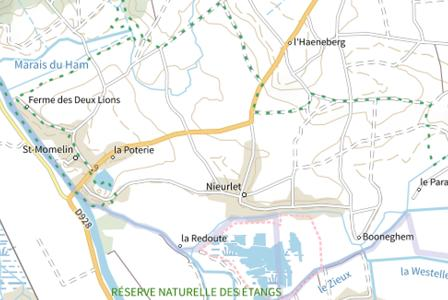 l'Haeneberg
Marais du Ham
Ferme des Deux Lions
St-Momelin
la Poterie
Nieurlet
le Para
D928
la Redoute
Booneghem
le Zieux
la Westelle
RÉSERVE NATURELLE DES ÉTANGS